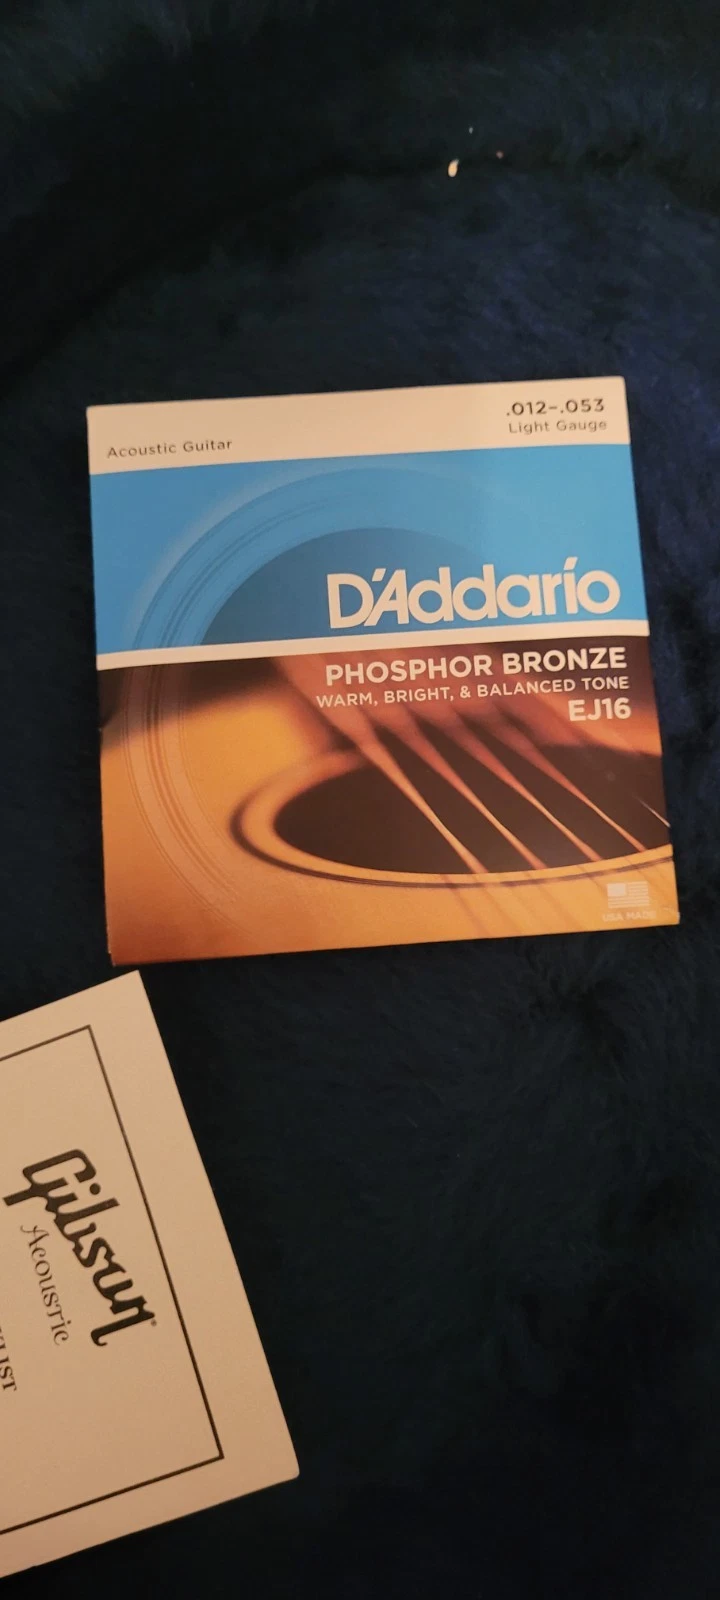 Acoustic Guitar
.012-.053
Light Gauge
D'Addario
PHOSPHOR BRONZE
WARM, BRIGHT, & BALANCED TONE
EJ16
USA MADE
Gibson
Acoustic